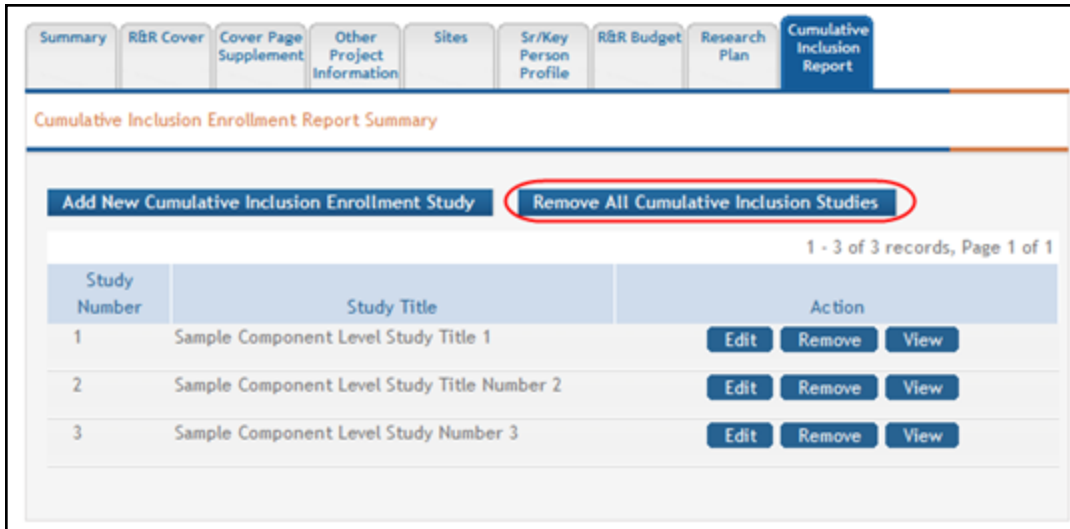 Summary
R&R Cover
Cover Page
Supplement
Other
Project
Information
Sites
Sr/Key
Person
Profile
R&R Budget
Research
Plan
Cumulative
Inclusion
Report
Cumulative Inclusion Enrollment Report Summary
Add New Cumulative Inclusion Enrollment Study
Remove All Cumulative Inclusion Studies
1 - 3 of 3 records, Page 1 of 1
Study
Number
Study Title
Action
1 Sample Component Level Study Title 1 Edit Remove View
2 Sample Component Level Study Title Number 2 Edit Remove View
3 Sample Component Level Study Number 3 Edit Remove View